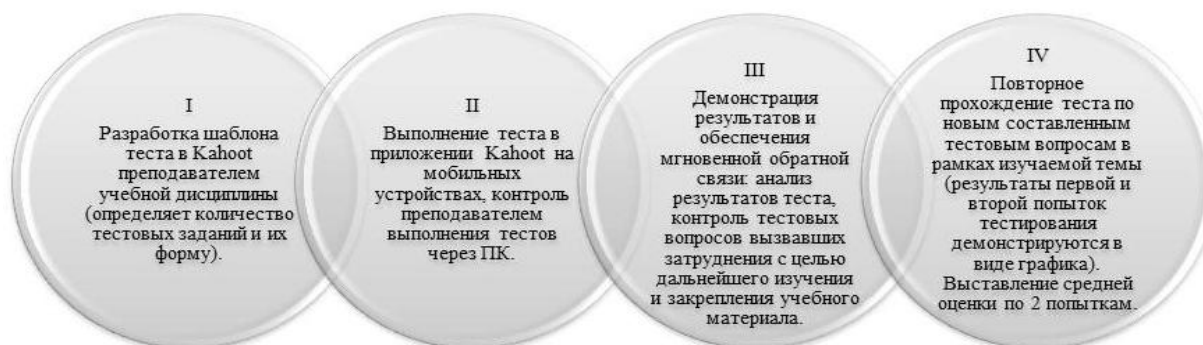 I
Разработка шаблона
теста в Kahoot
преподавателем
учебной дисциплины
(определяет количество
тестовых заданий и их
форму).
II
Выполнение теста в
приложении Kahoot на
мобильных
устройствах, контроль
преподавателем
выполнения тестов
через ПК.
III
Демонстрация
результатов и
обеспечения
мгновенной обратной
связи: анализ
результатов теста,
контроль тестовых
вопросов вызвавших
затруднения с целью
дальнейшего изучения
и закрепления учебного
материала.
IV
Повторное
прохождение теста по
новым составленным
тестовым вопросам в
рамках изучаемой темы
(результаты первой и
второй попыток
тестирования
демонстрируются в
виде графика).
Выставление средней
оценки по 2 попыткам.